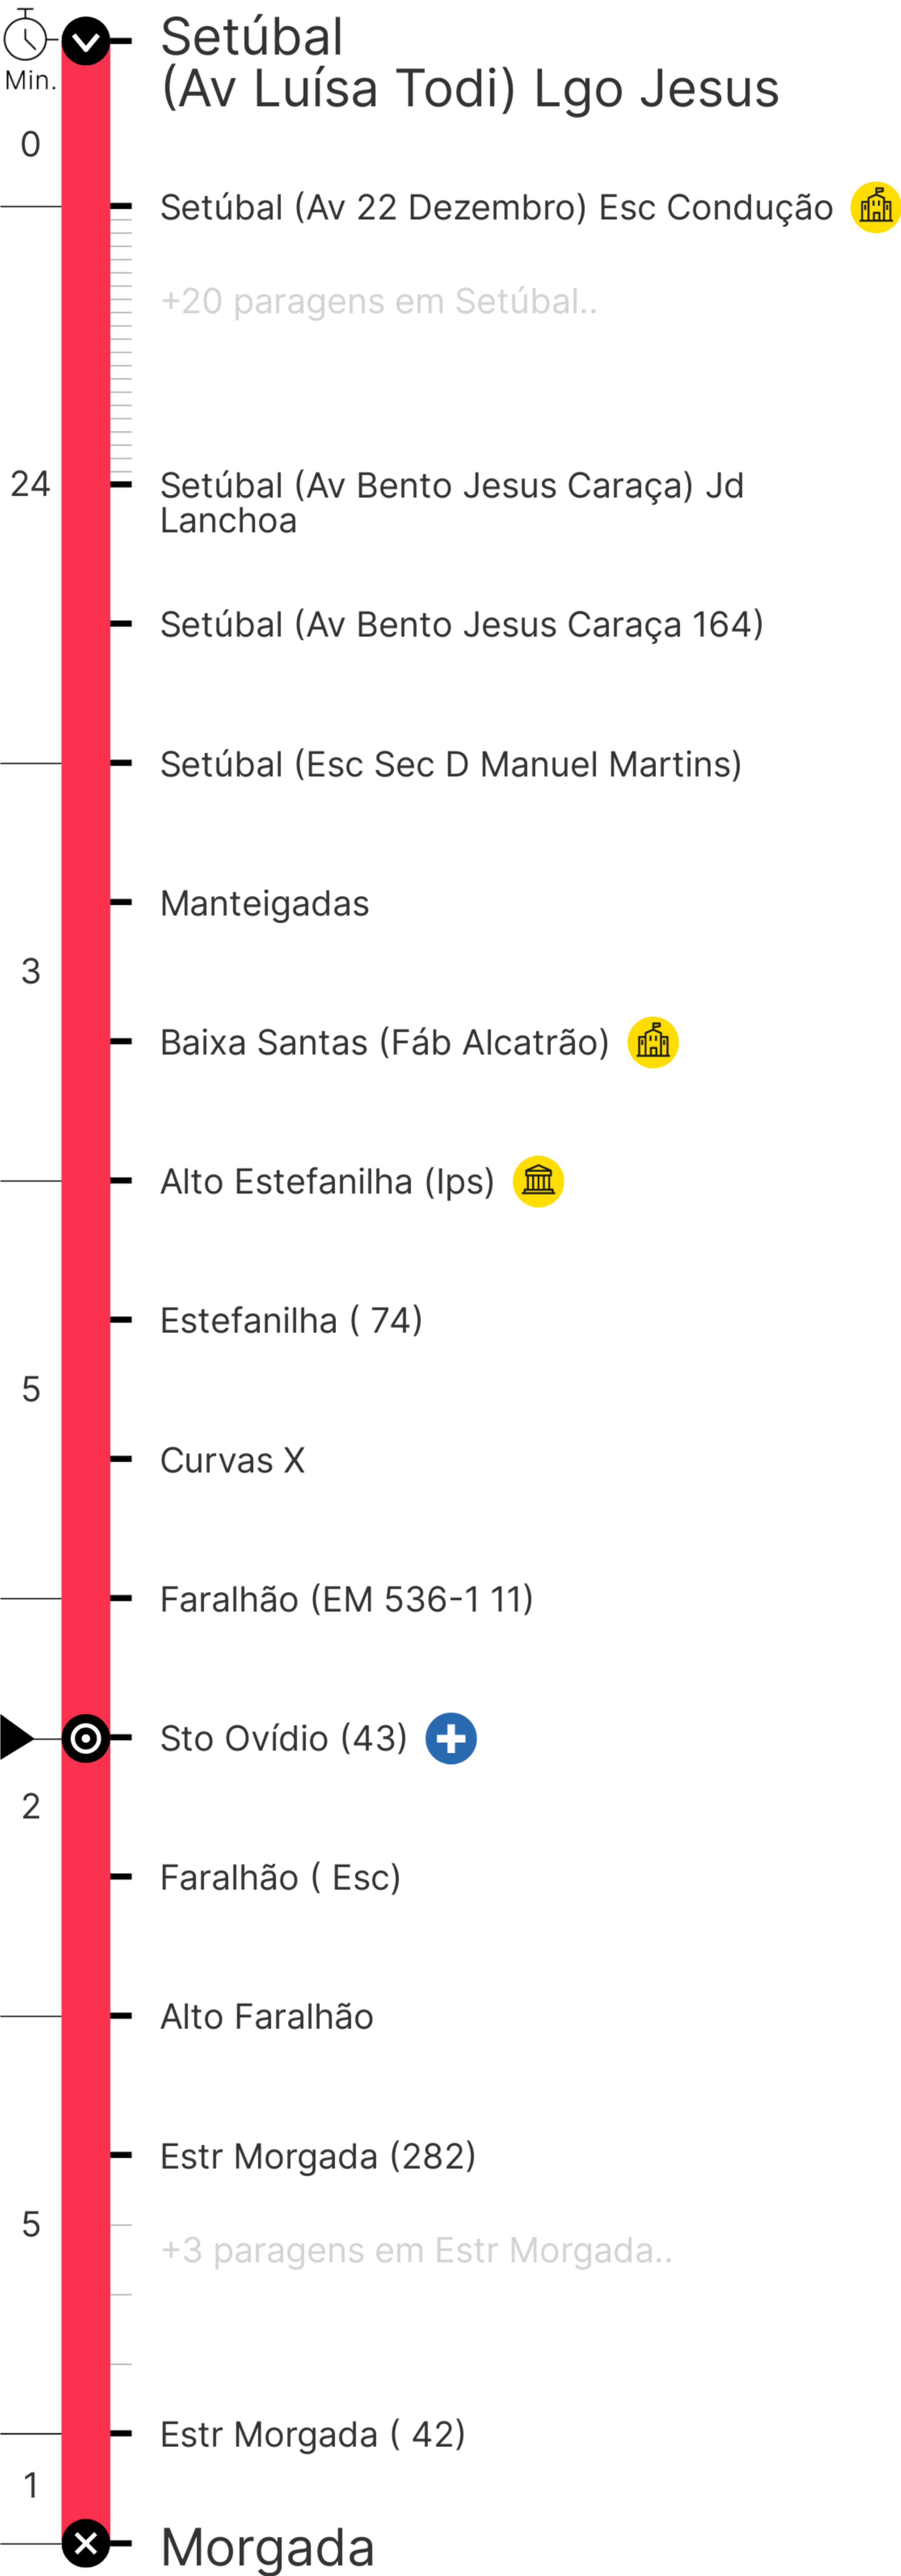 Setúbal
(Av Luísa Todi) Lgo Jesus
Min.
0
Setúbal (Av 22 Dezembro) Esc Condução
+20 paragens em Setúbal..
24
Setúbal (Av Bento Jesus Caraça) Jd
Lanchoa
Setúbal (Av Bento Jesus Caraça 164)
Setúbal (Esc Sec D Manuel Martins)
Manteigadas
3
Baixa Santas (Fáb Alcatrão)
Alto Estefanilha (Ips)
Estefanilha ( 74)
5
Curvas X
Faralhão (EM 536-1 11)
Sto Ovídio (43)
2
Faralhão ( Esc)
Alto Faralhão
Estr Morgada (282)
5
+3 paragens em Estr Morgada..
Estr Morgada ( 42)
1
Morgada